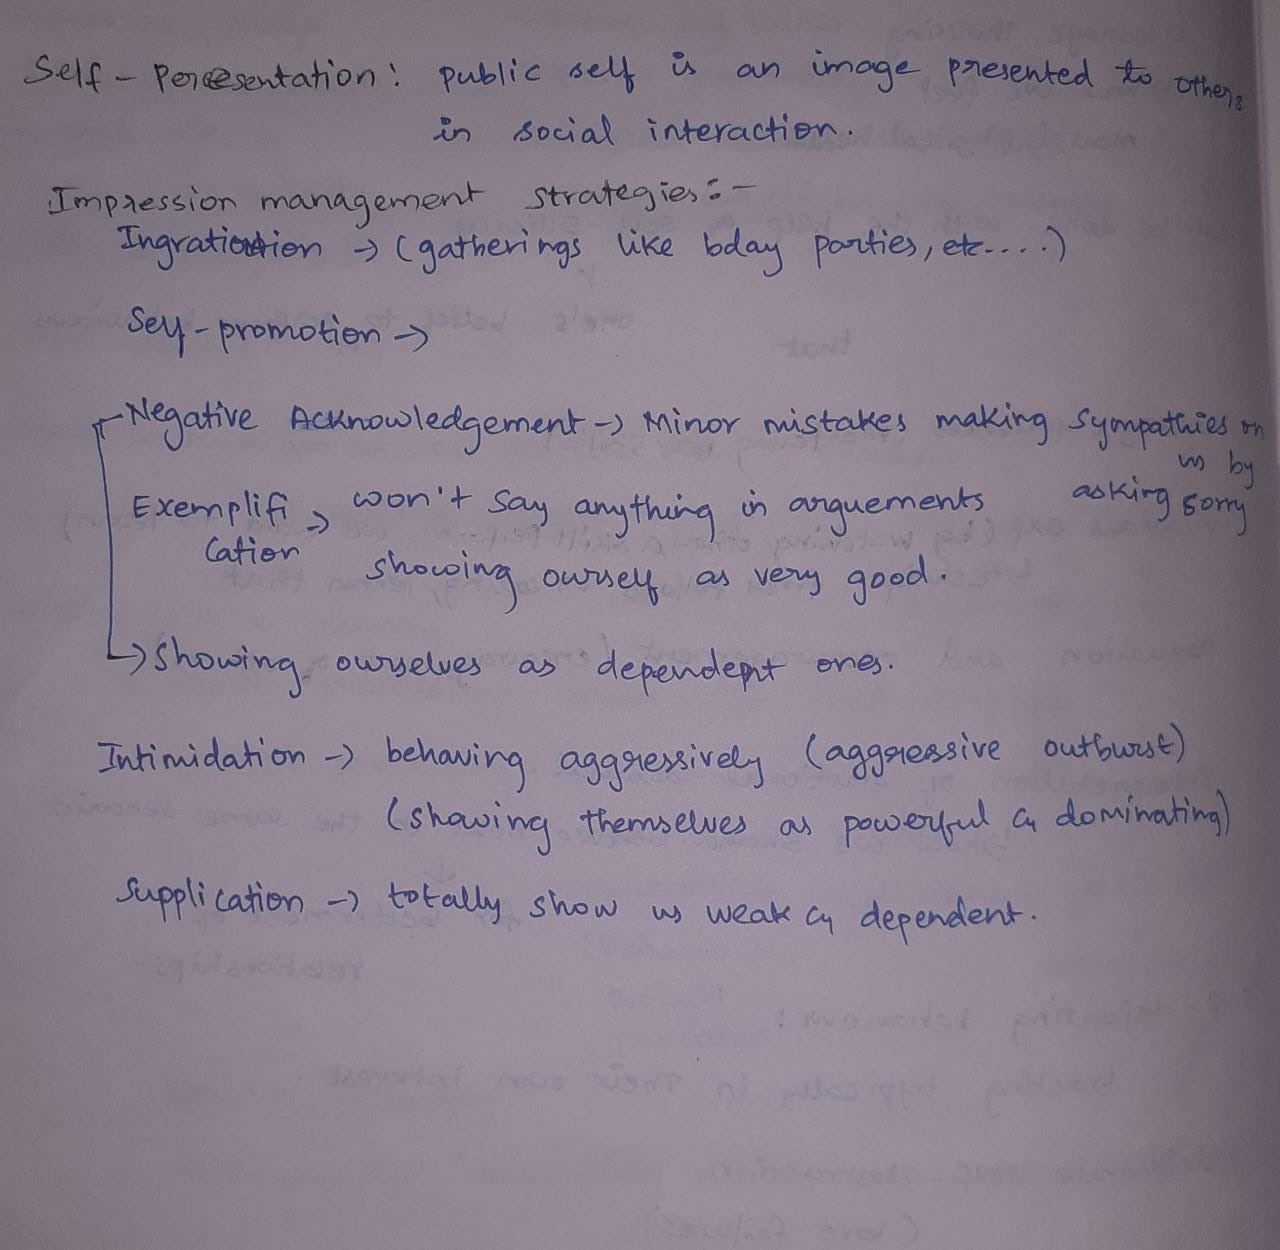 Self - Percesentation: public self is an image presented to others
in social interaction.
Impression management strategies:-
Ingratiation → (gatherings like bday parties, etc....)
Self-promotion →
Negative Acknowledgement → Minor mistakes making sympathies on
us by
asking sorry
Exemplifi → won't say anything in arguements
cation showing ourself as very good.
→ Showing ourselves as dependent ones.
Intimidation → behaving aggressively (aggressive outburst)
(showing themselves as powerful & dominating)
Supplication → totally show us weak & dependent.